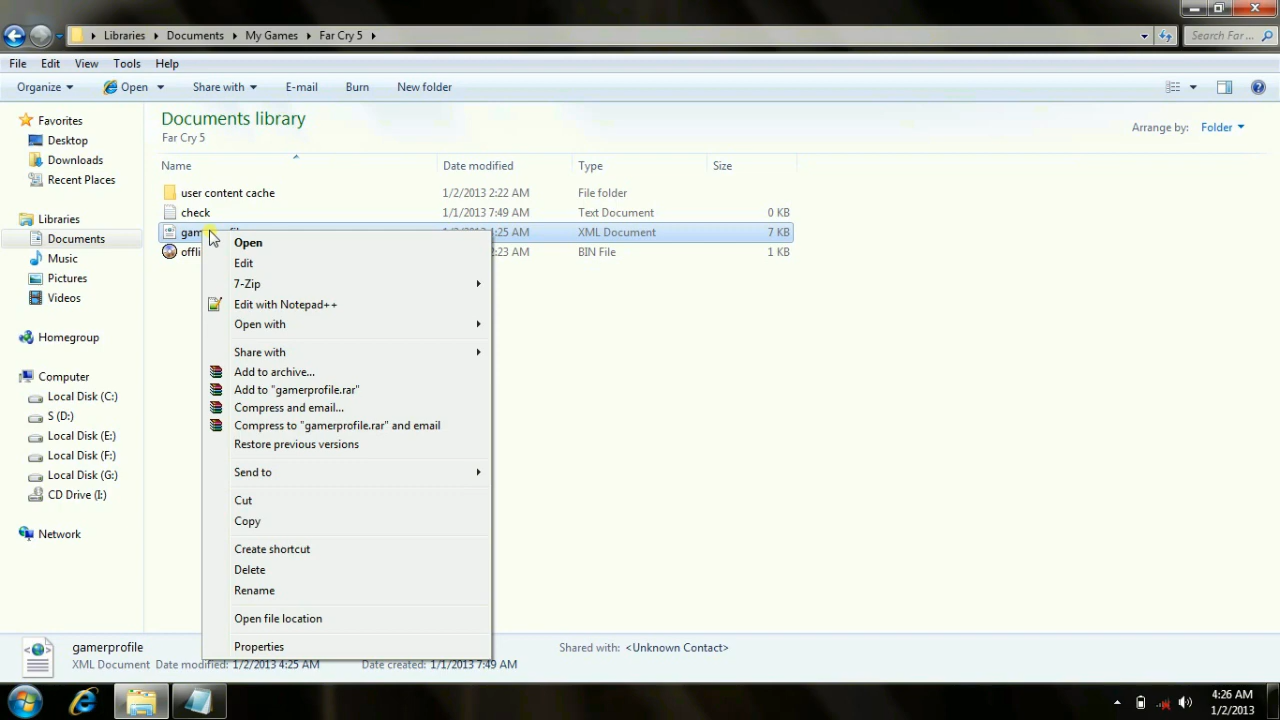 Libraries Documents My Games Far Cry 5
Search Far ...
File Edit View Tools Help
Organize Open Share with E-mail Burn New folder
Favorites
Desktop
Downloads
Recent Places
Libraries
Documents
Music
Pictures
Videos
Homegroup
Computer
Local Disk (C:)
S (D:)
Local Disk (E:)
Local Disk (F:)
Local Disk (G:)
CD Drive (I:)
Network
Documents library
Far Cry 5
Arrange by: Folder
Name Date modified Type Size
user content cache 1/2/2013 2:22 AM File folder
check 1/1/2013 7:49 AM Text Document 0 KB
XML Document 7 KB
BIN File 1 KB
Open
Edit
7-Zip
Edit with Notepad++
Open with
Share with
Add to archive...
Add to "gamerprofile.rar"
Compress and email...
Compress to "gamerprofile.rar" and email
Restore previous versions
Send to
Cut
Copy
Create shortcut
Delete
Rename
Open file location
Properties
gamerprofile
XML Document Date modified: 1/2/2013 4:25 AM Date created: 1/1/2013 7:49 AM
Shared with: <Unknown Contact>
4:26 AM
1/2/2013